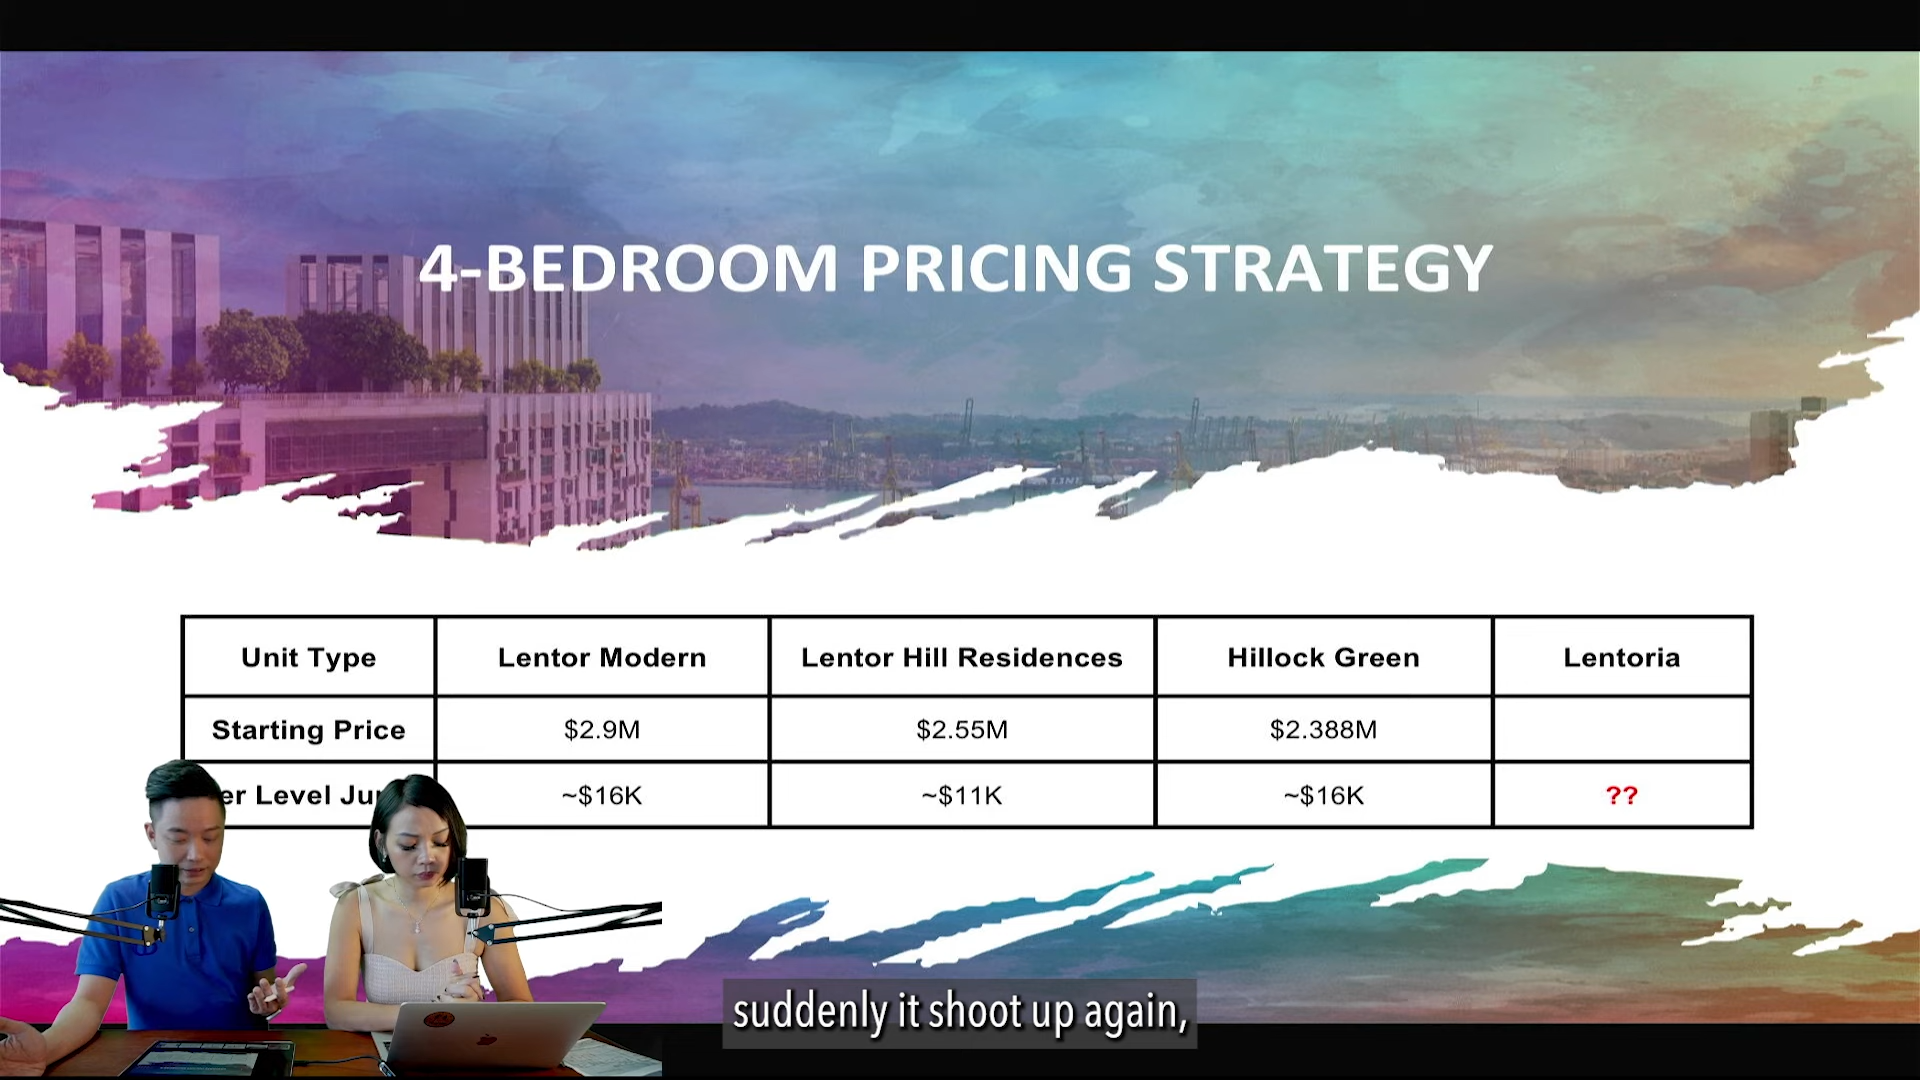 4-BEDROOM PRICING STRATEGY
Unit Type Lentor Modern Lentor Hill Residences Hillock Green Lentoria
Starting Price $2.9M $2.55M $2.388M
Level ~$16K ~$11K ~$16K ??
suddenly it shoot up again,